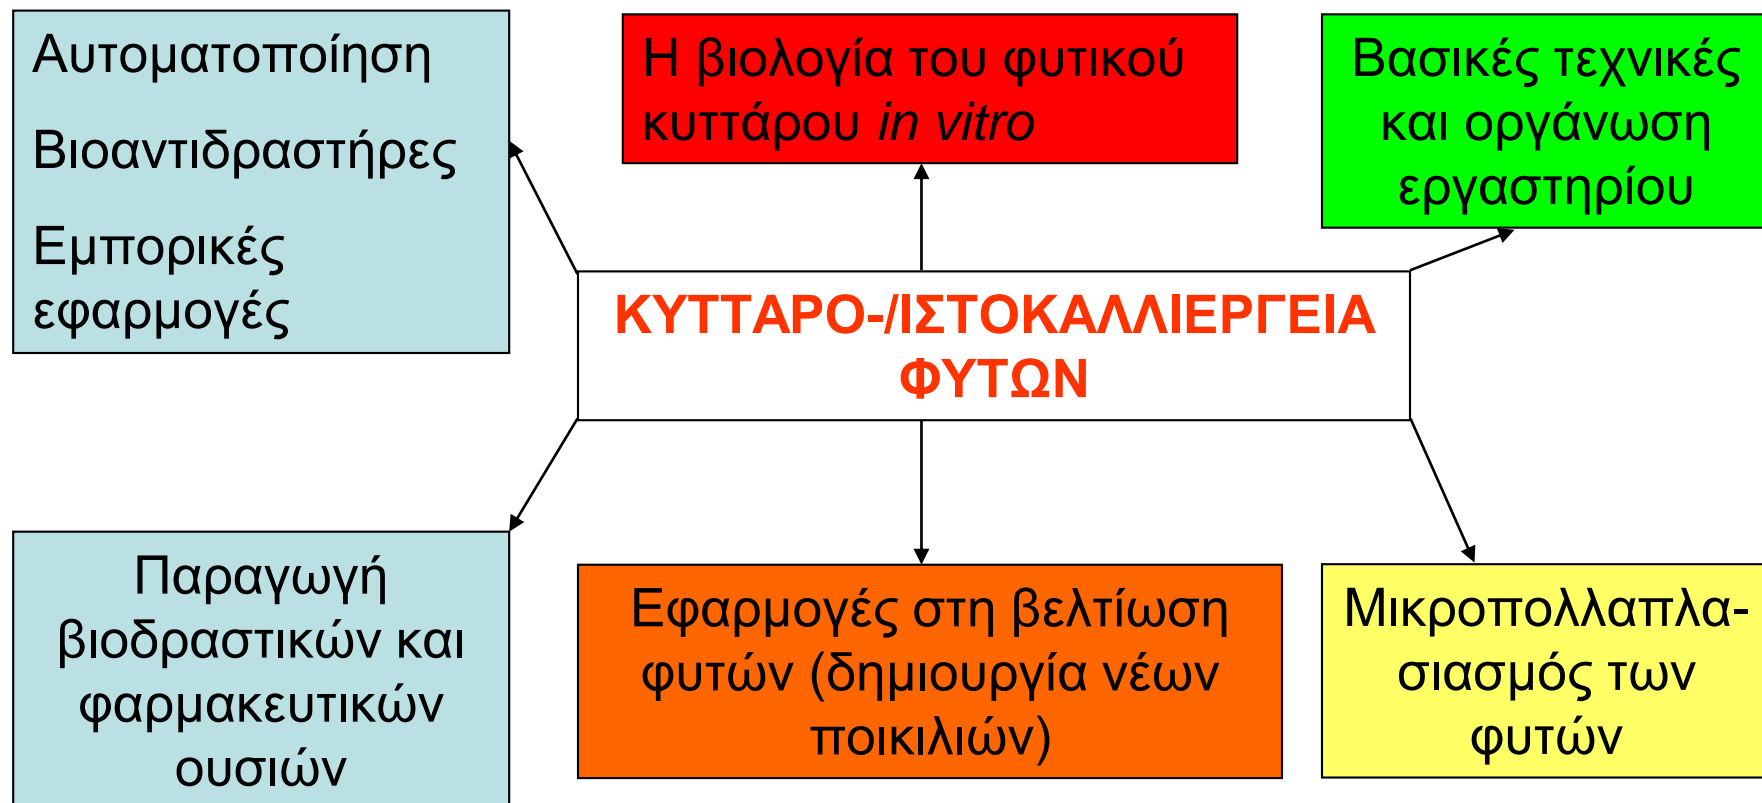 Αυτοματοποίηση
Βιοαντιδραστήρες
Εμπορικές
εφαρμογές
Η βιολογία του φυτικού
κυττάρου in vitro
Βασικές τεχνικές
και οργάνωση
εργαστηρίου
ΚΥΤΤΑΡΟ-/ΙΣΤΟΚΑΛΛΙΕΡΓΕΙΑ
ΦΥΤΩΝ
Παραγωγή
βιοδραστικών και
φαρμακευτικών
ουσιών
Εφαρμογές στη βελτίωση
φυτών (δημιουργία νέων
ποικιλιών)
Μικροπολλαπλα-
σιασμός των
φυτών